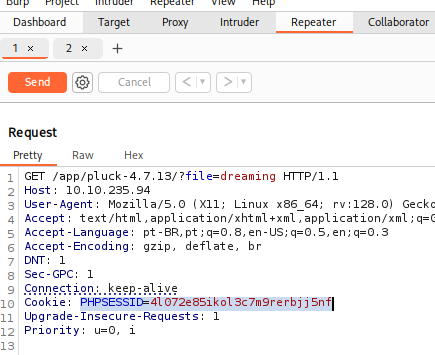 Burp Project Intruder Repeater View Help
Dashboard Target Proxy Intruder Repeater Collaborator
1 × 2 × +
Send Cancel < ▾ > ▾
Request
Pretty Raw Hex
1 GET /app/pluck-4.7.13/?file=dreaming HTTP/1.1
2 Host: 10.10.235.94
3 User-Agent: Mozilla/5.0 (X11; Linux x86_64; rv:128.0) Gecko
4 Accept: text/html,application/xhtml+xml,application/xml;q=0
5 Accept-Language: pt-BR,pt;q=0.8,en-US;q=0.5,en;q=0.3
6 Accept-Encoding: gzip, deflate, br
7 DNT: 1
8 Sec-GPC: 1
9 Connection: keep-alive
10 Cookie: PHPSESSID=4l072e85ikol3c7m9rerbjj5nf
11 Upgrade-Insecure-Requests: 1
12 Priority: u=0, i
13